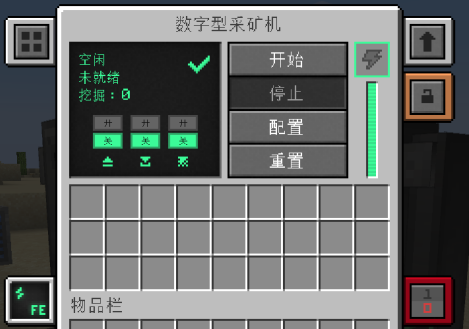 数字型采矿机
空闲
未就绪
挖掘：0
开始
停止
配置
重置
开 开 开
关 关 关
FE
物品栏
1
0